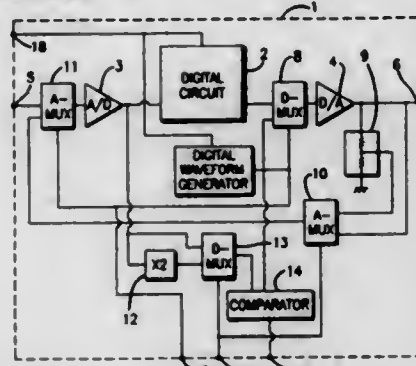 1
18
5
11
A-
MUX
3
A/D
2
DIGITAL
CIRCUIT
8
D-
MUX
4
D/A
9
6
DIGITAL
WAVEFORM
GENERATOR
10
A-
MUX
X2
12
D-
MUX
13
14
COMPARATOR